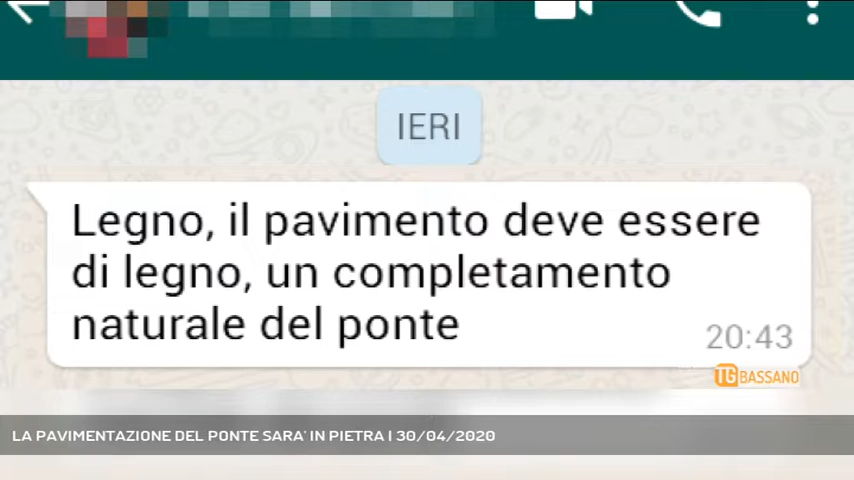 IERI
Legno, il pavimento deve essere
di legno, un completamento
naturale del ponte
20:43
TG BASSANO
LA PAVIMENTAZIONE DEL PONTE SARA' IN PIETRA | 30/04/2020